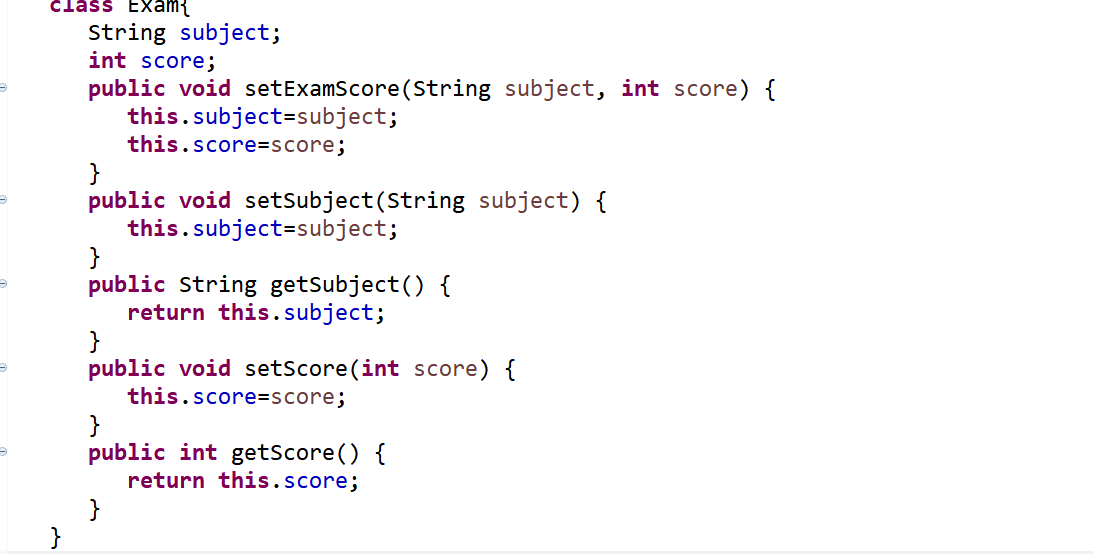 class Exam{
String subject;
int score;
public void setExamScore(String subject, int score) {
this.subject=subject;
this.score=score;
}
public void setSubject(String subject) {
this.subject=subject;
}
public String getSubject() {
return this.subject;
}
public void setScore(int score) {
this.score=score;
}
public int getScore() {
return this.score;
}
}